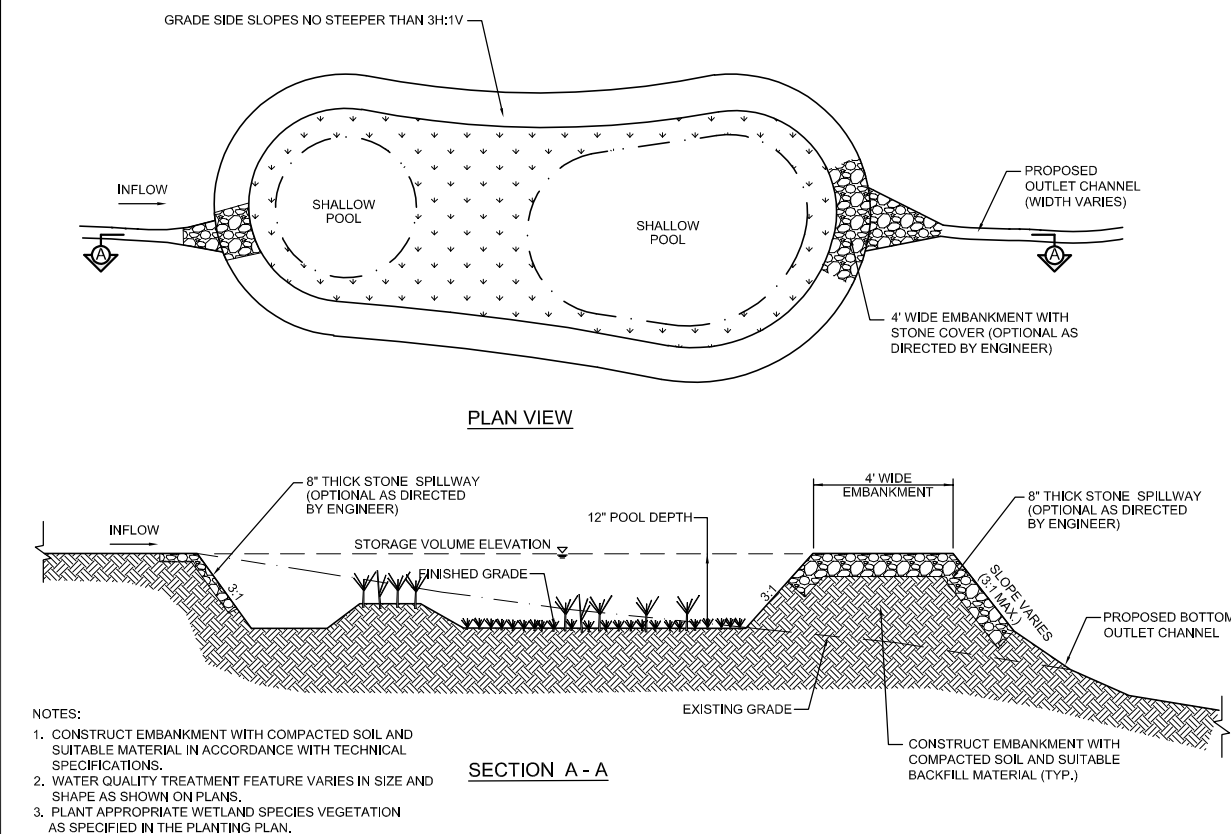 GRADE SIDE SLOPES NO STEEPER THAN 3H:1V
INFLOW
SHALLOW
POOL
SHALLOW
POOL
PROPOSED
OUTLET CHANNEL
(WIDTH VARIES)
A
A
4' WIDE EMBANKMENT WITH
STONE COVER (OPTIONAL AS
DIRECTED BY ENGINEER)
PLAN VIEW
8" THICK STONE SPILLWAY
(OPTIONAL AS DIRECTED
BY ENGINEER)
4' WIDE
EMBANKMENT
8" THICK STONE SPILLWAY
(OPTIONAL AS DIRECTED
BY ENGINEER)
INFLOW
12" POOL DEPTH
STORAGE VOLUME ELEVATION
FINISHED GRADE
3:1
3:1
SLOPE VARIES
(3:1 MAX.)
PROPOSED BOTTOM
OUTLET CHANNEL
EXISTING GRADE
CONSTRUCT EMBANKMENT WITH
COMPACTED SOIL AND SUITABLE
BACKFILL MATERIAL (TYP.)
NOTES:
1. CONSTRUCT EMBANKMENT WITH COMPACTED SOIL AND
SUITABLE MATERIAL IN ACCORDANCE WITH TECHNICAL
SPECIFICATIONS.
2. WATER QUALITY TREATMENT FEATURE VARIES IN SIZE AND
SHAPE AS SHOWN ON PLANS.
3. PLANT APPROPRIATE WETLAND SPECIES VEGETATION
AS SPECIFIED IN THE PLANTING PLAN.
SECTION A - A